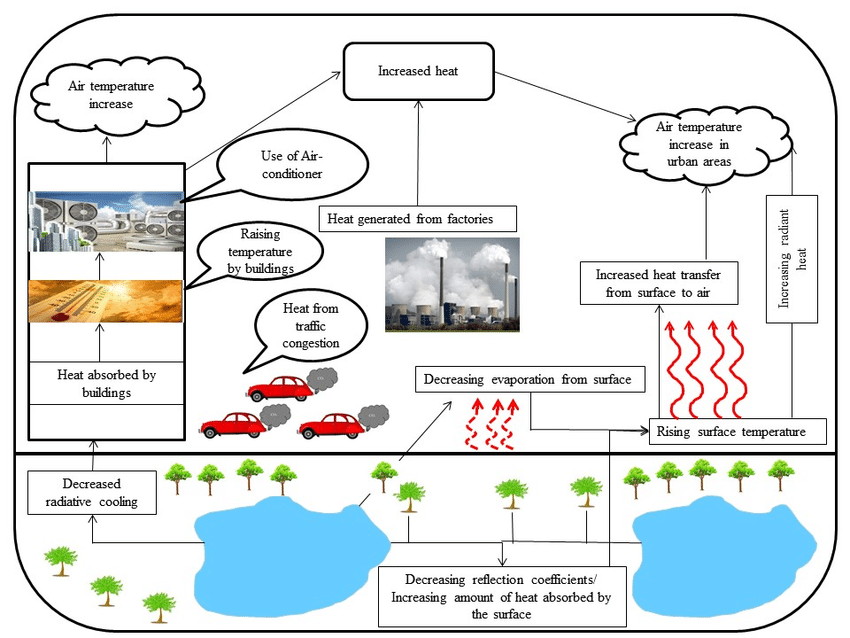 Increased heat
Air temperature
increase
Air temperature
increase in
urban areas
Use of Air-
conditioner
Heat generated from factories
Raising
temperature
by buildings
Increasing radiant
heat
Increased heat transfer
from surface to air
Heat from
traffic
congestion
Heat absorbed by
buildings
Decreasing evaporation from surface
Rising surface temperature
Decreased
radiative cooling
Decreasing reflection coefficients/
Increasing amount of heat absorbed by
the surface